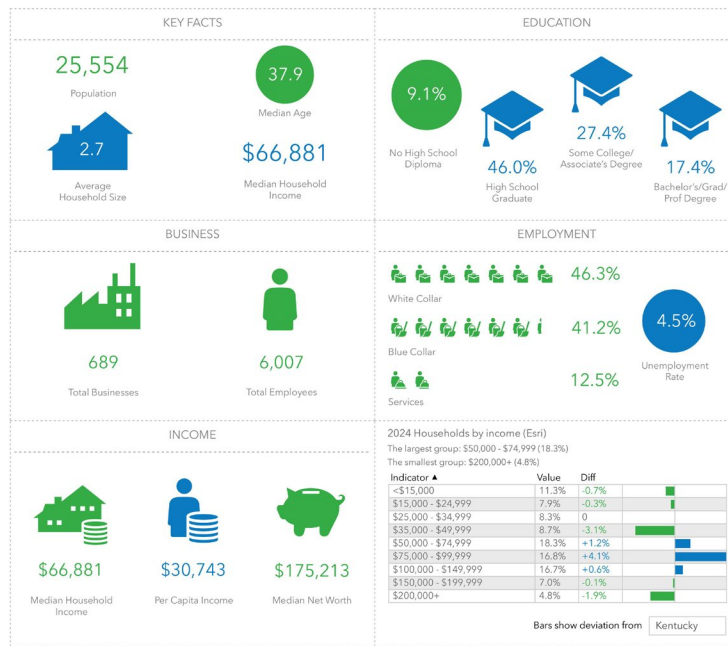 KEY FACTS
25,554
Population
37.9
Median Age
2.7
Average
Household Size
$66,881
Median Household
Income
EDUCATION
9.1%
No High School
Diploma
46.0%
High School
Graduate
27.4%
Some College/
Associate's Degree
17.4%
Bachelor's/Grad/
Prof Degree
BUSINESS
689
Total Businesses
6,007
Total Employees
EMPLOYMENT
46.3%
White Collar
41.2%
Blue Collar
12.5%
Services
4.5%
Unemployment
Rate
INCOME
$66,881
Median Household
Income
$30,743
Per Capita Income
$175,213
Median Net Worth
2024 Households by income (Esri)
The largest group: $50,000 - $74,999 (18.3%)
The smallest group: $200,000+ (4.8%)
Indicator ▲ Value Diff
<$15,000 11.3% -0.7%
$15,000 - $24,999 7.9% -0.3%
$25,000 - $34,999 8.3% 0
$35,000 - $49,999 8.7% -3.1%
$50,000 - $74,999 18.3% +1.2%
$75,000 - $99,999 16.8% +4.1%
$100,000 - $149,999 16.7% +0.6%
$150,000 - $199,999 7.0% -0.1%
$200,000+ 4.8% -1.9%
Bars show deviation from Kentucky